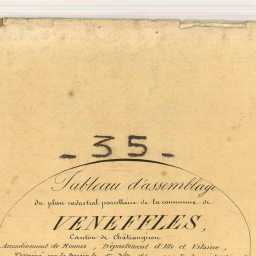 - 35 -
Tableau d'assemblage
du plan cadastral parcellaire de la commune de
VENEFFLES,
Canton de Châteaugiron
Arrondissement de Rennes, Département d'Ille et Vilaine,